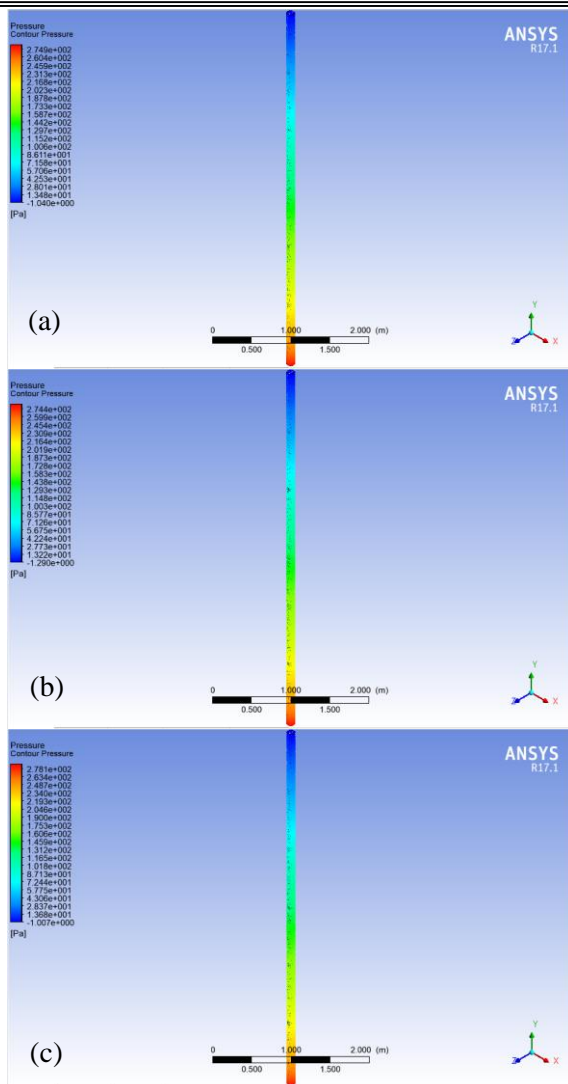 Pressure
Contour Pressure
2.749e+002
2.604e+002
2.459e+002
2.313e+002
2.168e+002
2.023e+002
1.878e+002
1.733e+002
1.587e+002
1.442e+002
1.297e+002
1.152e+002
1.006e+002
8.611e+001
7.158e+001
5.706e+001
4.253e+001
2.801e+001
1.348e+001
-1.040e+000
[Pa]
ANSYS
R17.1
(a)
0 1.000 2.000 (m)
0.500 1.500
Y
Z X
Pressure
Contour Pressure
2.744e+002
2.599e+002
2.454e+002
2.309e+002
2.164e+002
2.019e+002
1.873e+002
1.728e+002
1.583e+002
1.438e+002
1.293e+002
1.148e+002
1.003e+002
8.577e+001
7.126e+001
5.675e+001
4.224e+001
2.773e+001
1.322e+001
-1.290e+000
[Pa]
ANSYS
R17.1
(b)
0 1.000 2.000 (m)
0.500 1.500
Y
Z X
Pressure
Contour Pressure
2.781e+002
2.634e+002
2.487e+002
2.340e+002
2.193e+002
2.046e+002
1.900e+002
1.753e+002
1.606e+002
1.459e+002
1.312e+002
1.165e+002
1.018e+002
8.713e+001
7.244e+001
5.775e+001
4.306e+001
2.837e+001
1.368e+001
-1.007e+000
[Pa]
ANSYS
R17.1
(c)
0 1.000 2.000 (m)
0.500 1.500
Y
Z X